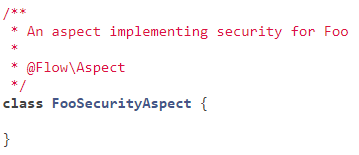 /**
 * An aspect implementing security for Foo
 *
 * @Flow\Aspect
 */
class FooSecurityAspect {

}